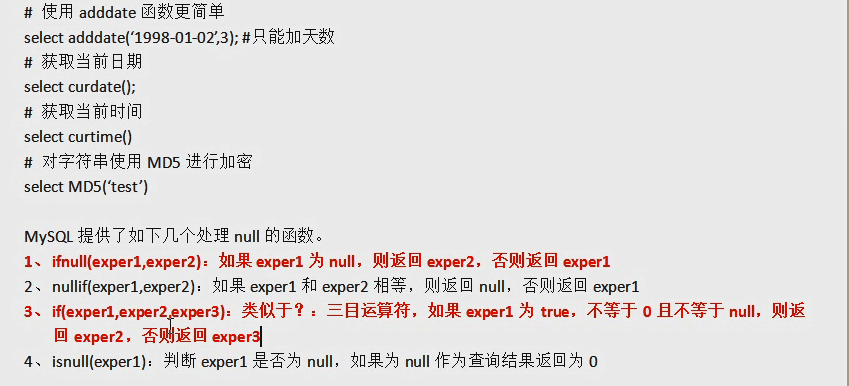 # 使用 adddate 函数更简单
select adddate(‘1998-01-02’,3); #只能加天数
# 获取当前日期
select curdate();
# 获取当前时间
select curtime()
# 对字符串使用 MD5 进行加密
select MD5(‘test’)
MySQL 提供了如下几个处理 null 的函数。
1、ifnull(exper1,exper2)：如果 exper1 为 null，则返回 exper2，否则返回 exper1
2、nullif(exper1,exper2)：如果 exper1 和 exper2 相等，则返回 null，否则返回 exper1
3、if(exper1,exper2,exper3)：类似于？：三目运算符，如果 exper1 为 true，不等于 0 且不等于 null，则返
回 exper2，否则返回 exper3
4、isnull(exper1)：判断 exper1 是否为 null，如果为 null 作为查询结果返回为 0